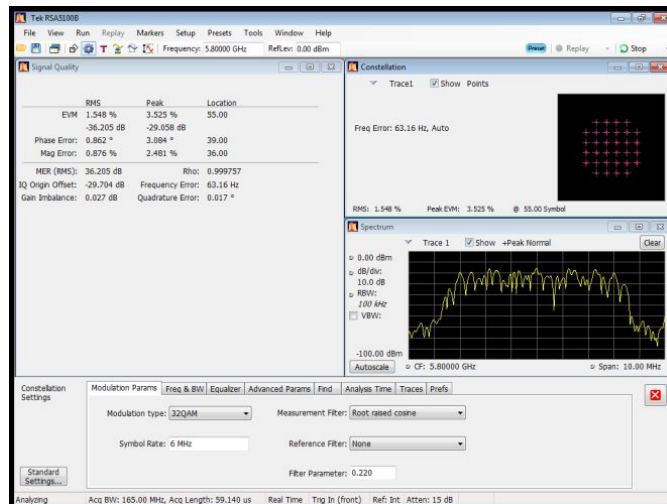 Tek RSA5100B
File View Run Replay Markers Setup Presets Tools Window Help
T Frequency: 5.80000 GHz RefLev: 0.00 dBm Preset Replay Stop
Signal Quality
RMS Peak Location
EVM 1.548 % 3.525 % 55.00
-36.205 dB -29.058 dB
Phase Error: 0.862 ° 3.084 ° 39.00
Mag Error: 0.876 % 2.481 % 36.00
MER (RMS): 36.205 dB Rho: 0.999757
IQ Origin Offset: -29.704 dB Frequency Error: 63.16 Hz
Gain Imbalance: 0.027 dB Quadrature Error: 0.017 °
Constellation
Trace1 Show Points
Freq Error: 63.16 Hz, Auto
RMS: 1.548 % Peak EVM: 3.525 % @ 55.00 Symbol
Spectrum
Trace 1 Show +Peak Normal Clear
0.00 dBm
dB/div:
10.0 dB
RBW:
100 kHz
VBW:
-100.00 dBm
Autoscale CF: 5.80000 GHz Span: 10.00 MHz
Constellation
Settings
Modulation Params Freq & BW Equalizer Advanced Params Find Analysis Time Traces Prefs
Modulation type: 32QAM Measurement Filter: Root raised cosine
Symbol Rate: 6 MHz Reference Filter: None
Filter Parameter: 0.220
Standard
Settings...
Analyzing Acq BW: 165.00 MHz, Acq Length: 59.140 us Real Time Trig In (front) Ref: Int Atten: 15 dB